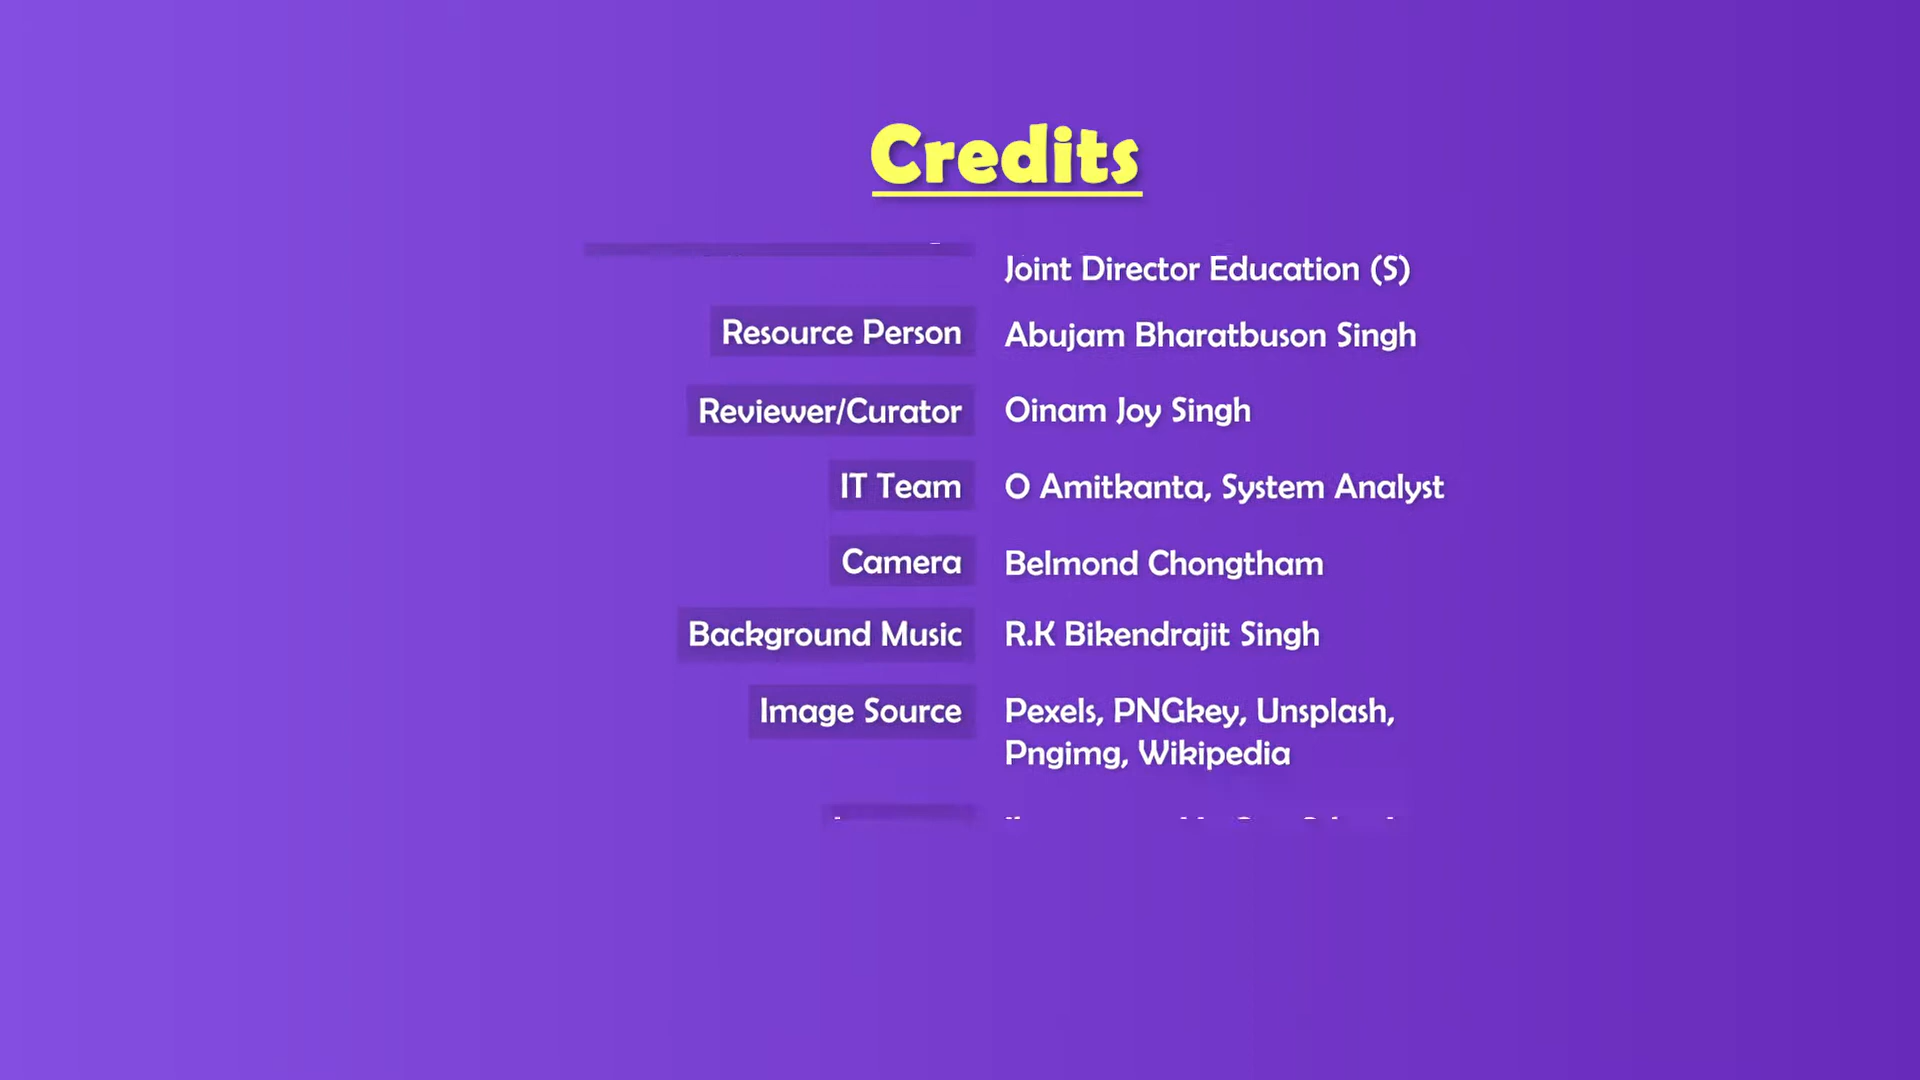 Credits
Joint Director Education (S)
Resource Person Abujam Bharatbuson Singh
Reviewer/Curator Oinam Joy Singh
IT Team O Amitkanta, System Analyst
Camera Belmond Chongtham
Background Music R.K Bikendrajit Singh
Image Source Pexels, PNGkey, Unsplash,
Pngimg, Wikipedia